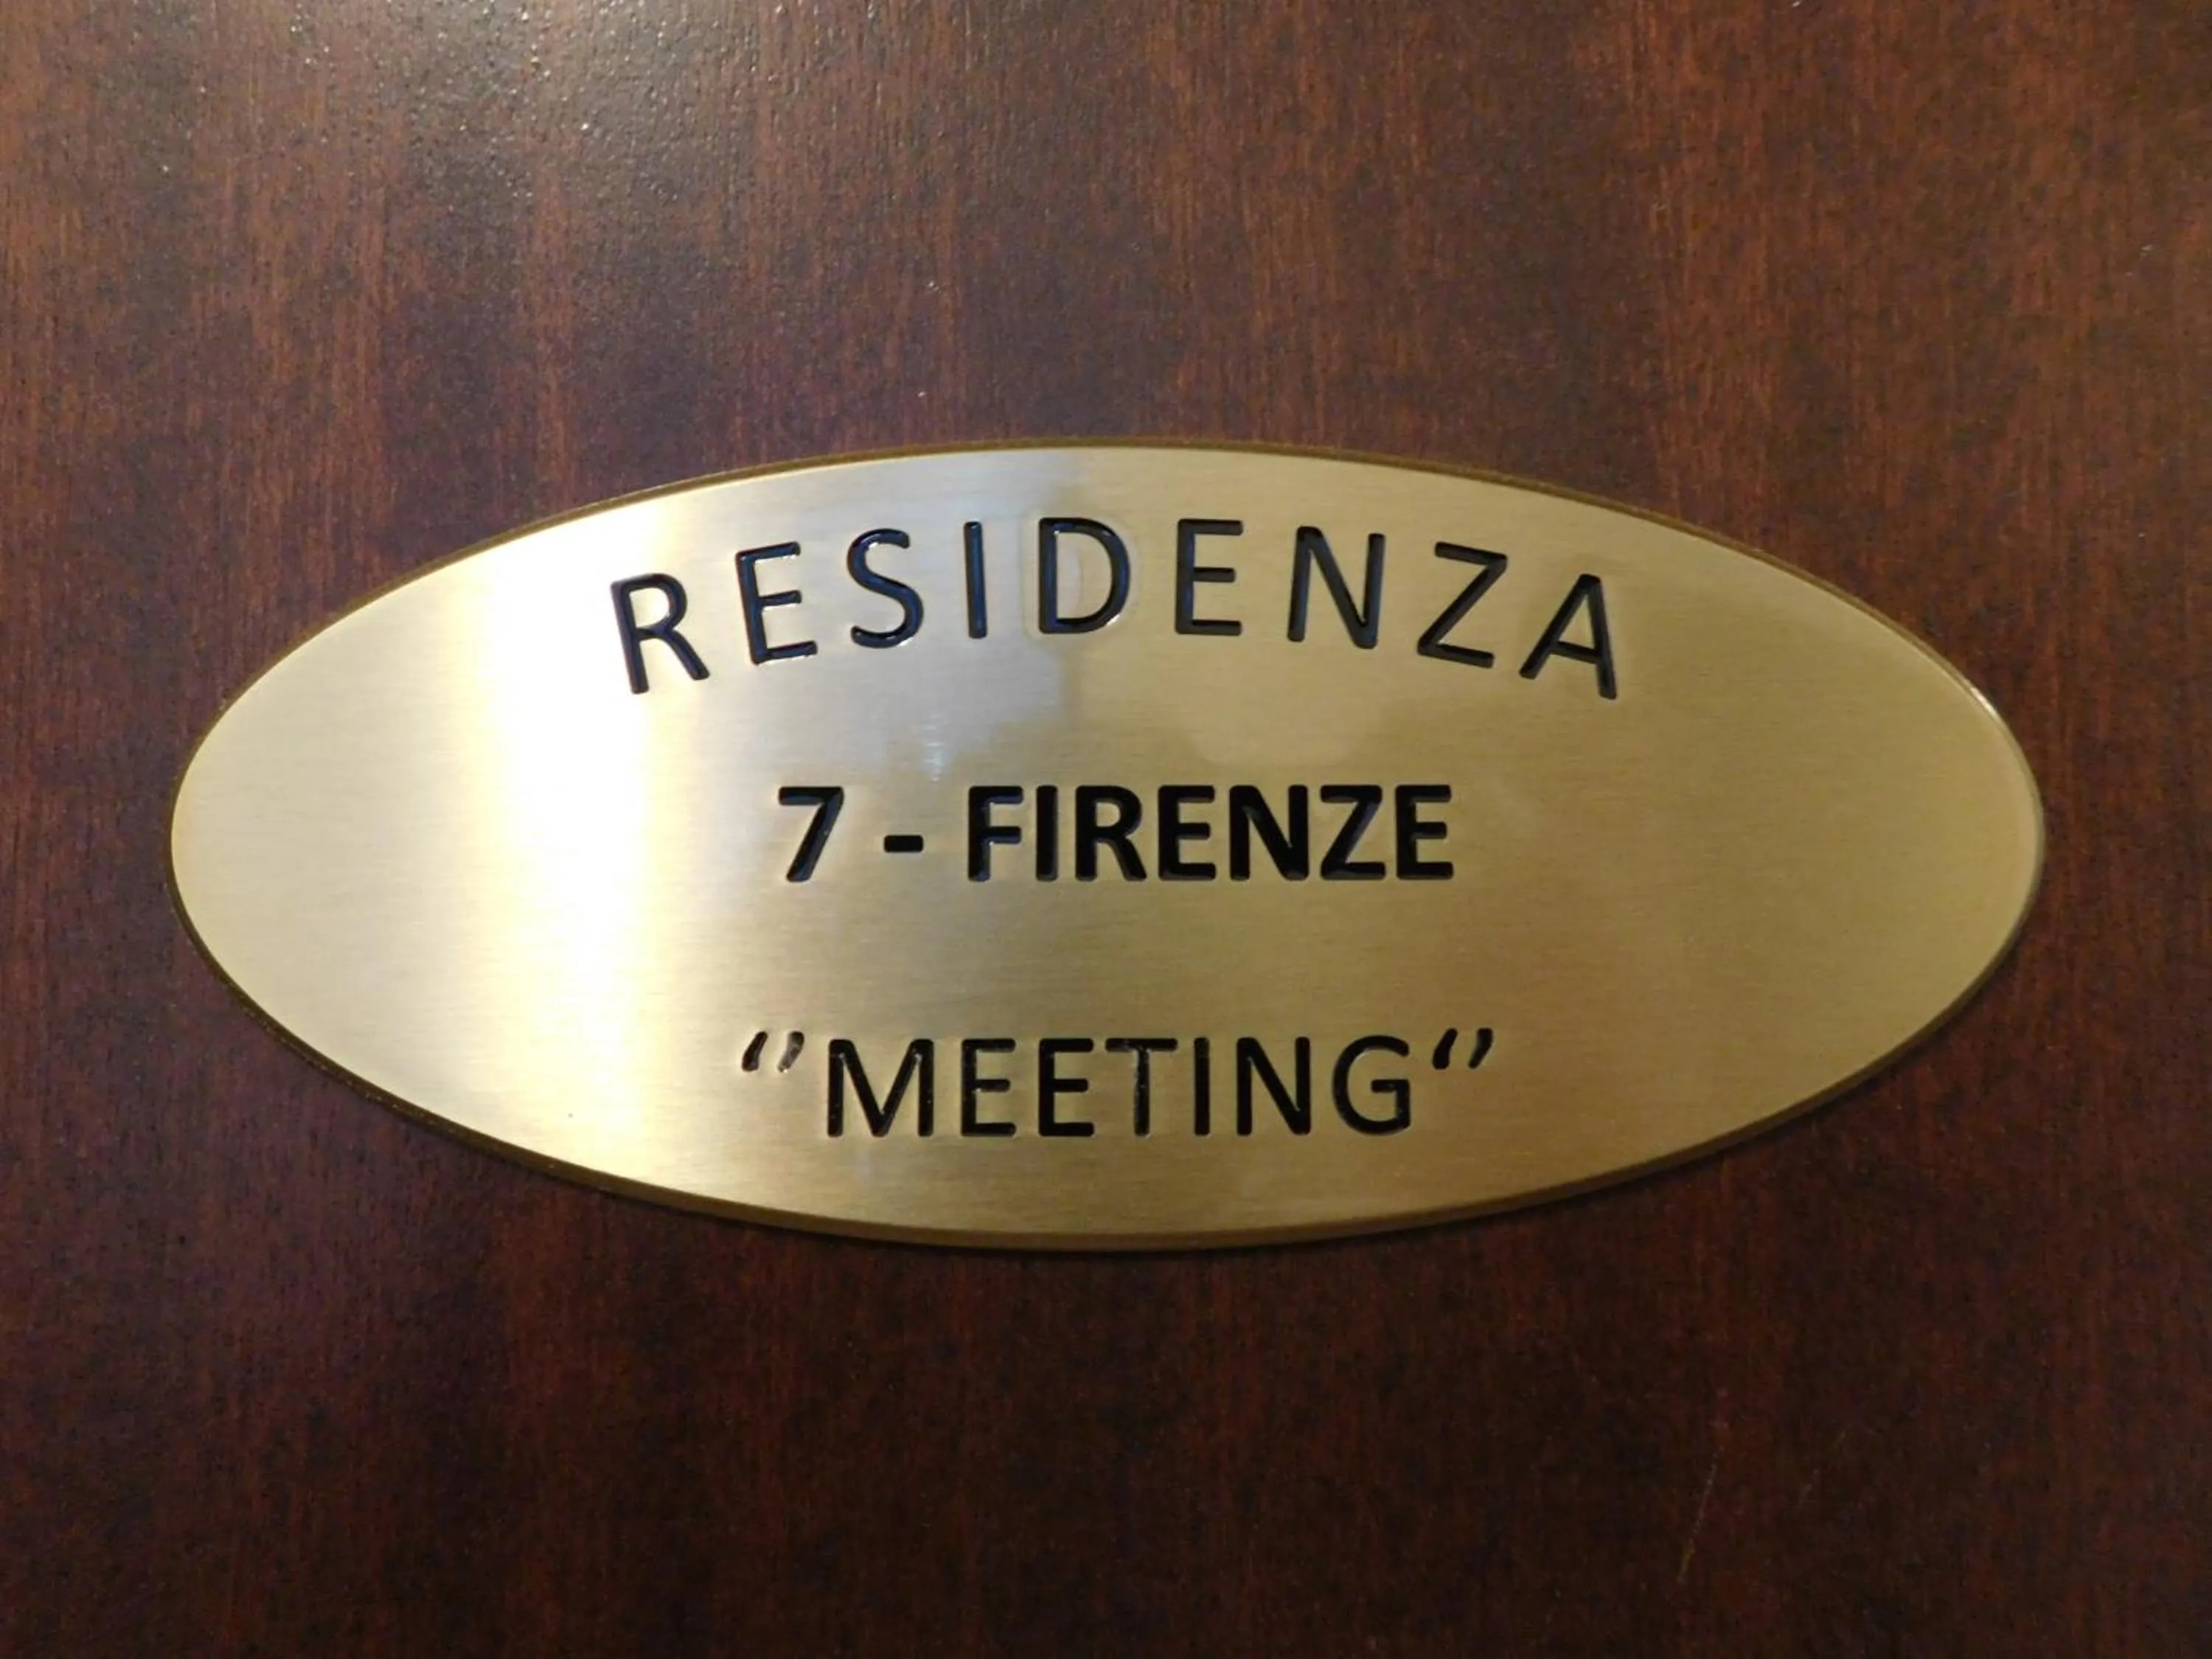 RESIDENZA
7 - FIRENZE
‘’MEETING‘’